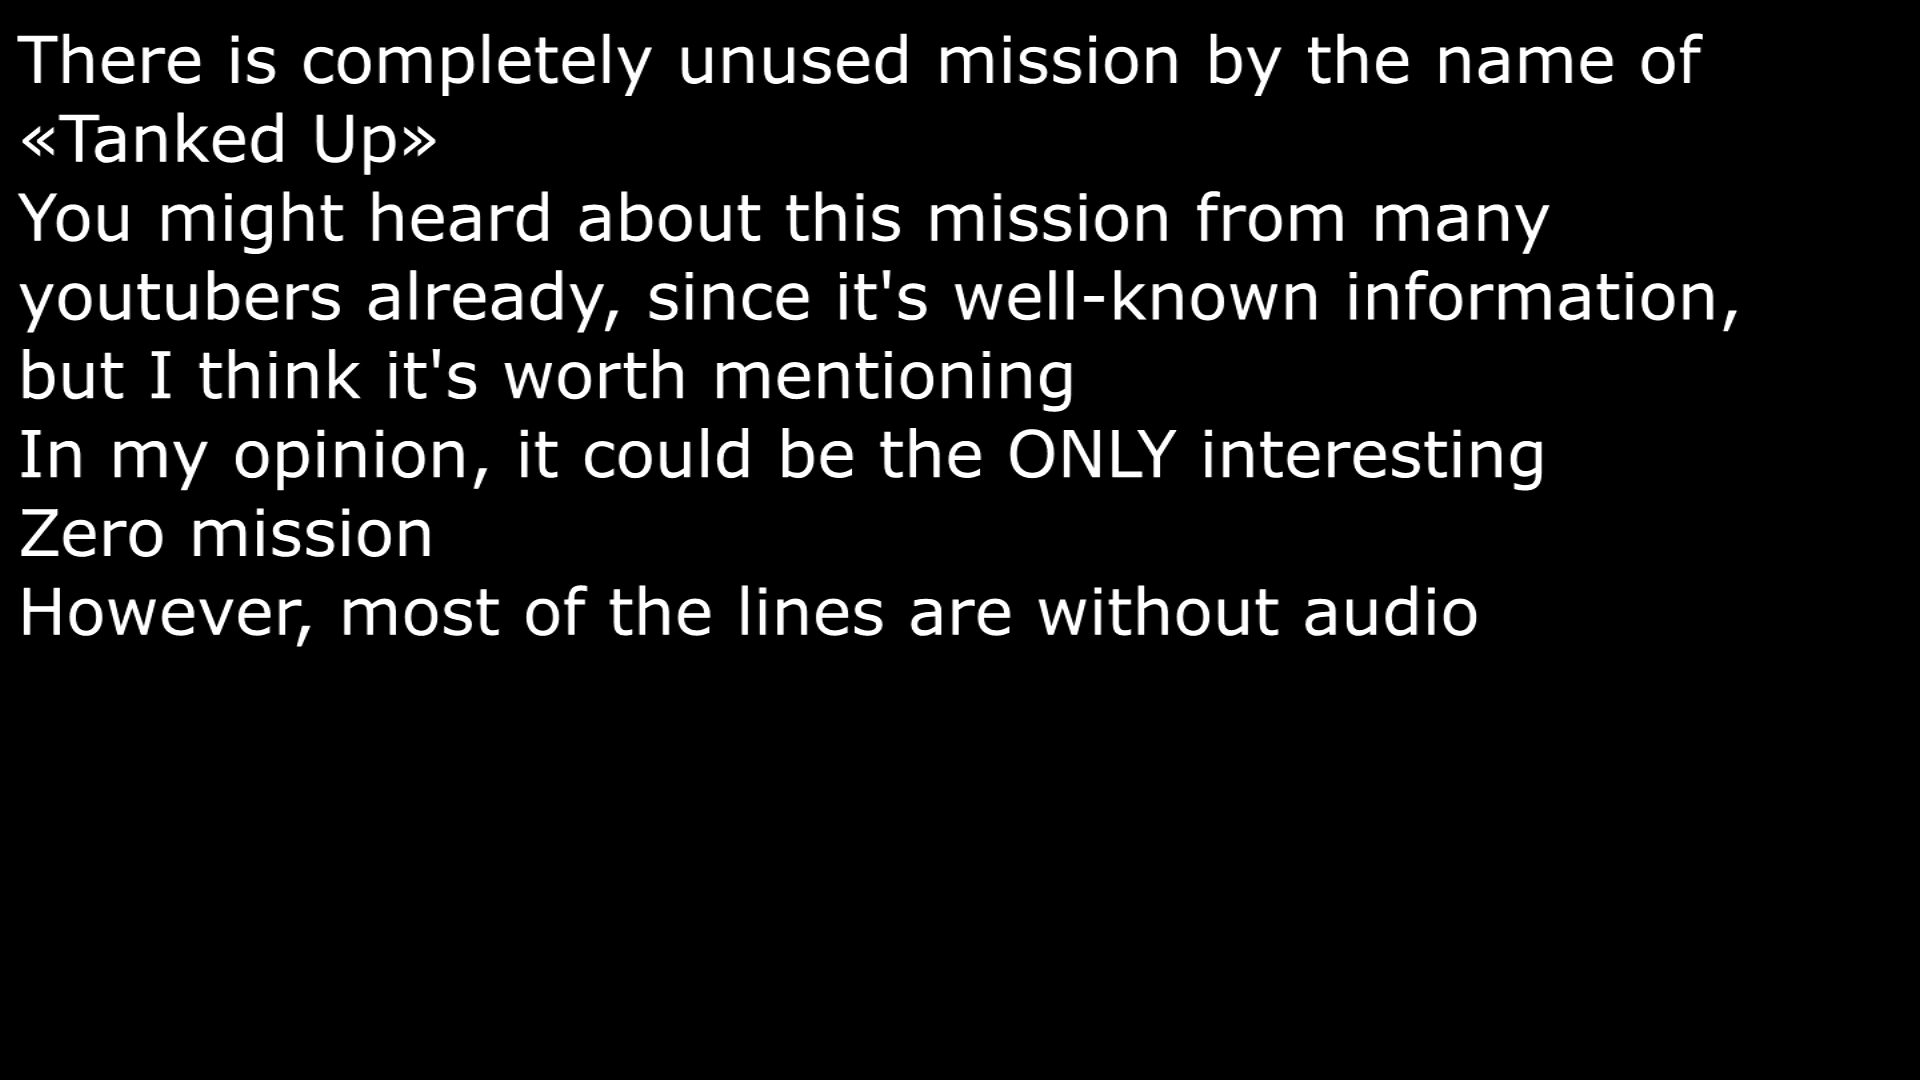 There is completely unused mission by the name of
«Tanked Up»
You might heard about this mission from many
youtubers already, since it's well-known information,
but I think it's worth mentioning
In my opinion, it could be the ONLY interesting
Zero mission
However, most of the lines are without audio